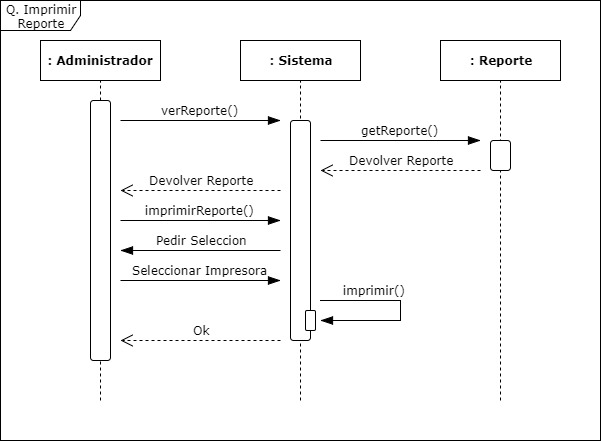 Q. Imprimir
Reporte
: Administrador
: Sistema
: Reporte
verReporte()
getReporte()
Devolver Reporte
Devolver Reporte
imprimirReporte()
Pedir Seleccion
Seleccionar Impresora
imprimir()
Ok